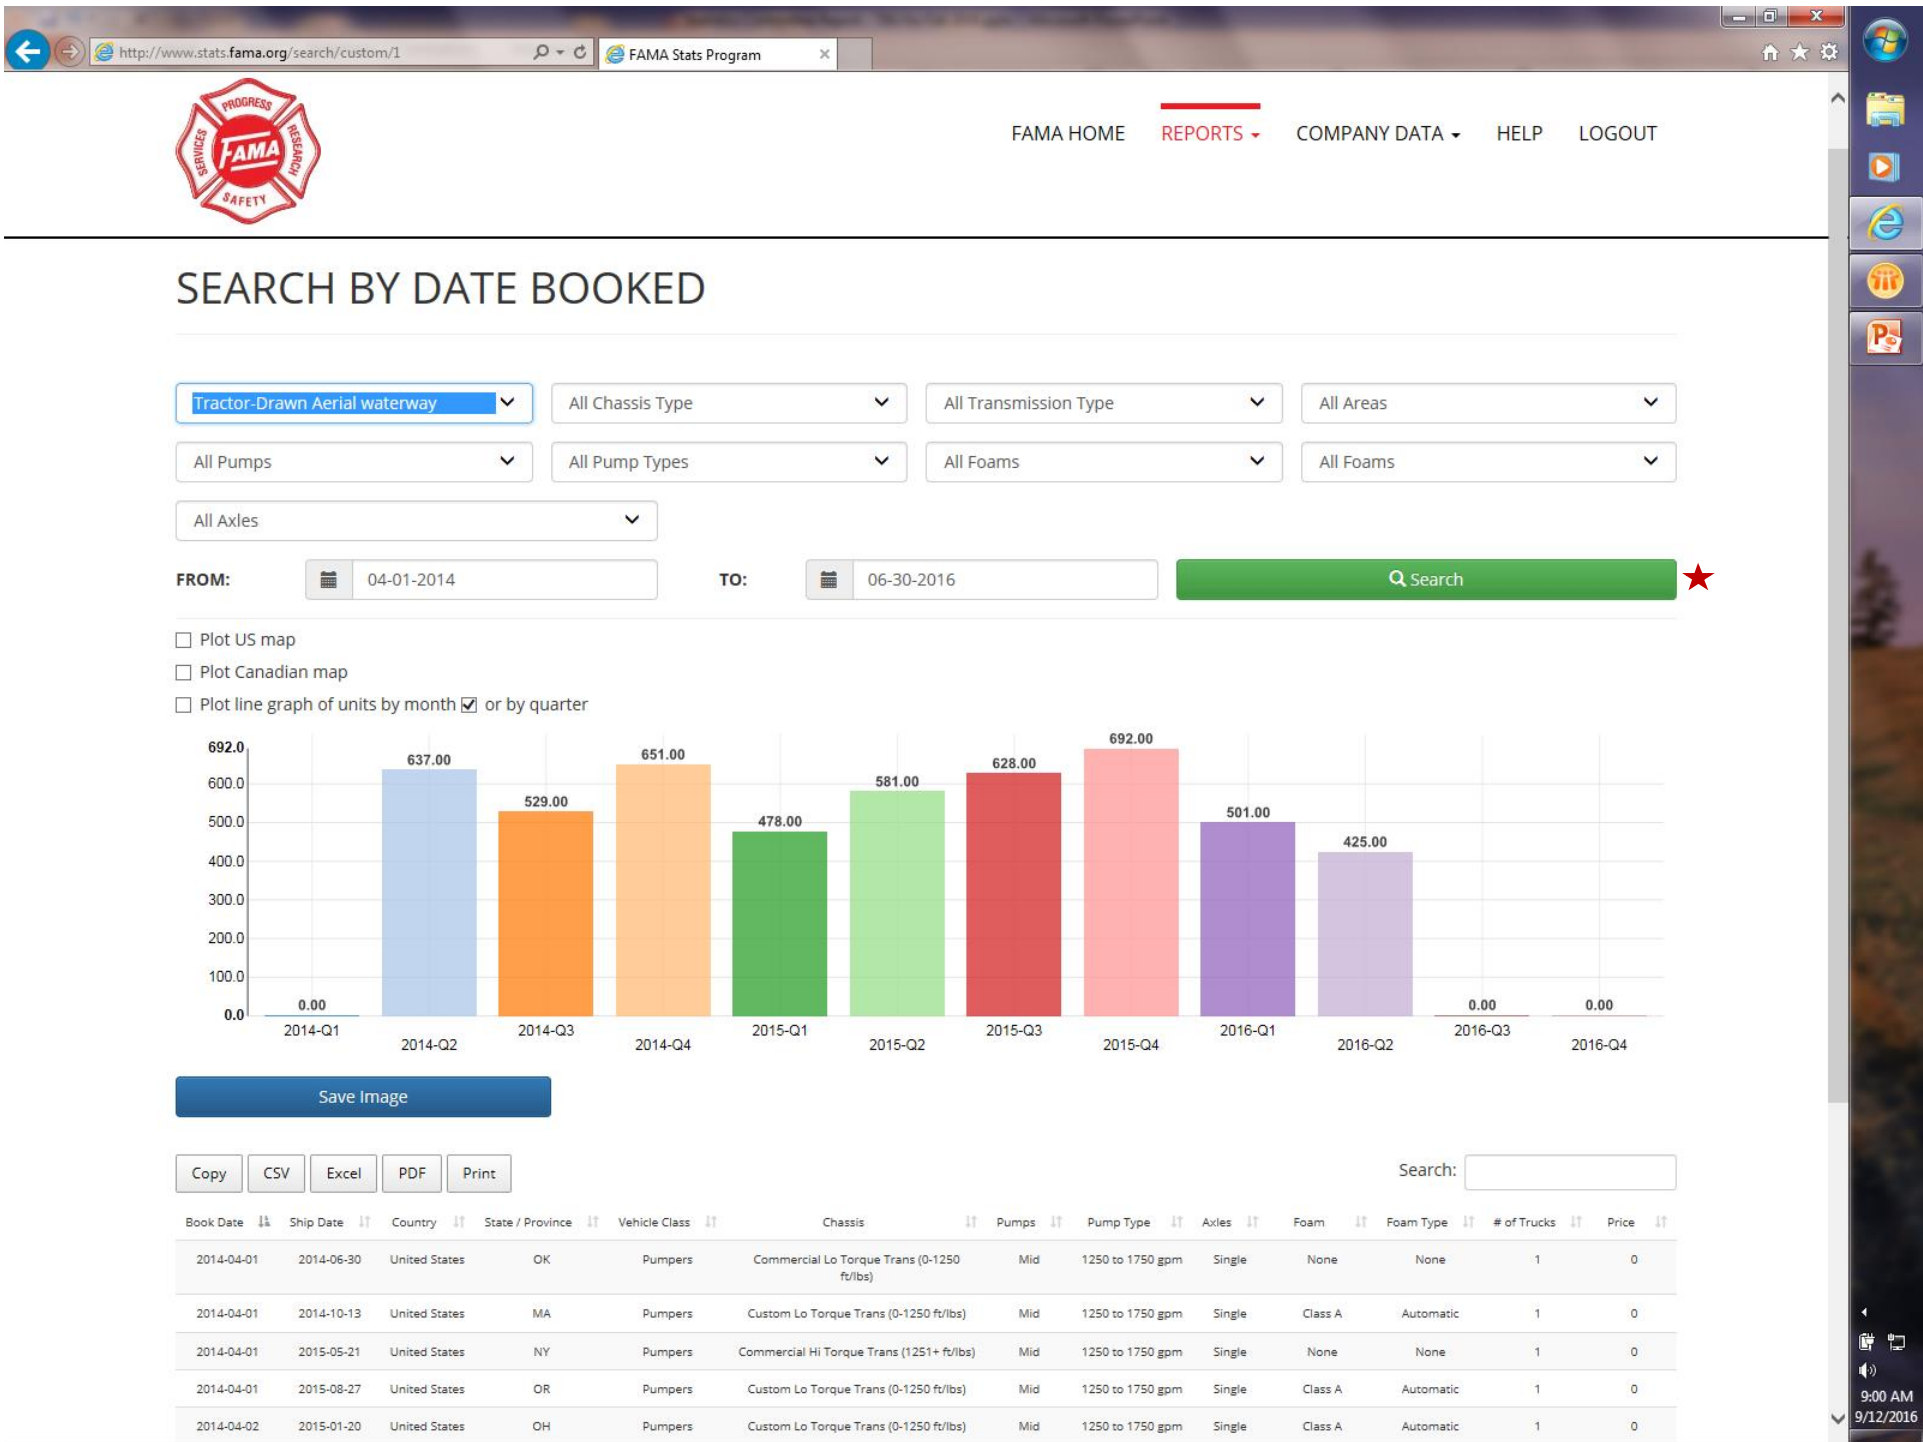 http://www.stats.fama.org/search/custom/1
FAMA Stats Program
PROGRESS
SERVICES
RESEARCH
FAMA
SAFETY
FAMA HOME REPORTS COMPANY DATA HELP LOGOUT
SEARCH BY DATE BOOKED
Tractor-Drawn Aerial waterway All Chassis Type All Transmission Type All Areas
All Pumps All Pump Types All Foams All Foams
All Axles
FROM: 04-01-2014 TO: 06-30-2016 Search
Plot US map
Plot Canadian map
Plot line graph of units by month or by quarter
692.0
600.0
500.0
400.0
300.0
200.0
100.0
0.0
0.00 637.00 529.00 651.00 478.00 581.00 628.00 692.00 501.00 425.00 0.00 0.00
2014-Q1 2014-Q2 2014-Q3 2014-Q4 2015-Q1 2015-Q2 2015-Q3 2015-Q4 2016-Q1 2016-Q2 2016-Q3 2016-Q4
Save Image
Copy CSV Excel PDF Print Search:
Book Date Ship Date Country State / Province Vehicle Class Chassis Pumps Pump Type Axles Foam Foam Type # of Trucks Price
2014-04-01 2014-06-30 United States OK Pumpers Commercial Lo Torque Trans (0-1250 ft/lbs) Mid 1250 to 1750 gpm Single None None 1 0
2014-04-01 2014-10-13 United States MA Pumpers Custom Lo Torque Trans (0-1250 ft/lbs) Mid 1250 to 1750 gpm Single Class A Automatic 1 0
2014-04-01 2015-05-21 United States NY Pumpers Commercial Hi Torque Trans (1251+ ft/lbs) Mid 1250 to 1750 gpm Single None None 1 0
2014-04-01 2015-08-27 United States OR Pumpers Custom Lo Torque Trans (0-1250 ft/lbs) Mid 1250 to 1750 gpm Single Class A Automatic 1 0
2014-04-02 2015-01-20 United States OH Pumpers Custom Lo Torque Trans (0-1250 ft/lbs) Mid 1250 to 1750 gpm Single Class A Automatic 1 0
9:00 AM
9/12/2016